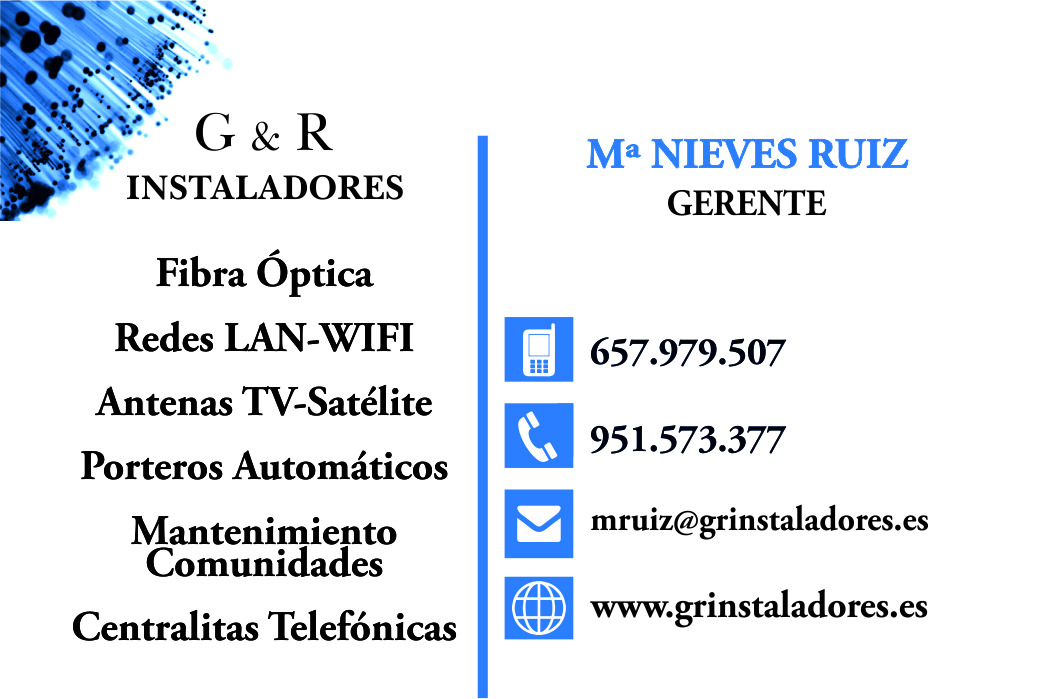 G & R
INSTALADORES
Fibra Óptica
Redes LAN-WIFI
Antenas TV-Satélite
Porteros Automáticos
Mantenimiento
Comunidades
Centralitas Telefónicas
Mª NIEVES RUIZ
GERENTE
657.979.507
951.573.377
mruiz@grinstaladores.es
www.grinstaladores.es